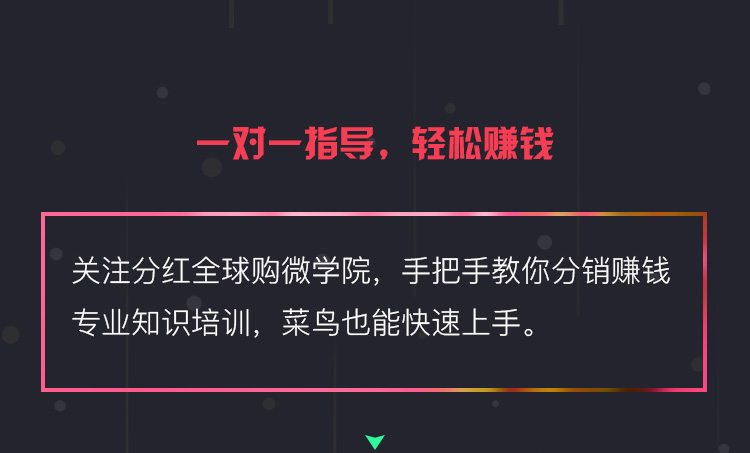 一对一指导，轻松赚钱
关注分红全球购微学院，手把手教你分销赚钱
专业知识培训，菜鸟也能快速上手。